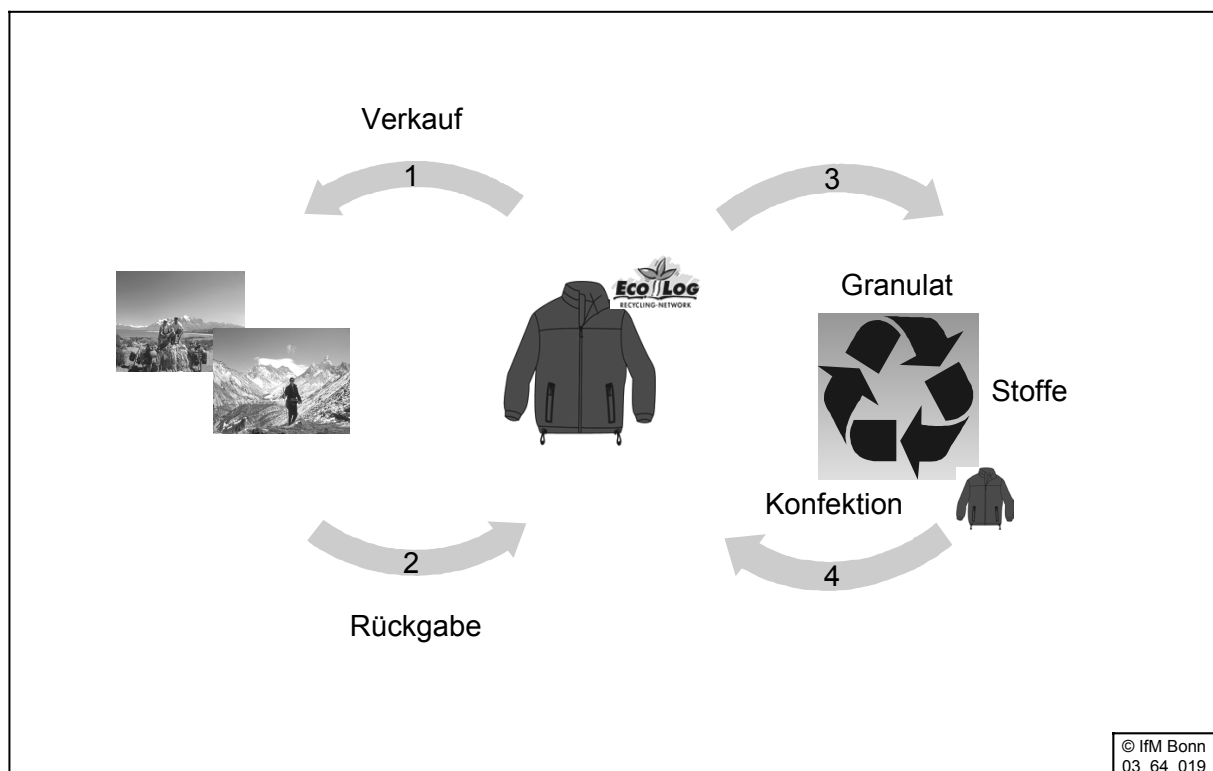 Verkauf
1
3
ECO LOG
RECYCLING-NETWORK
Granulat
Stoffe
Konfektion
2
4
Rückgabe
© IfM Bonn
03 64 019